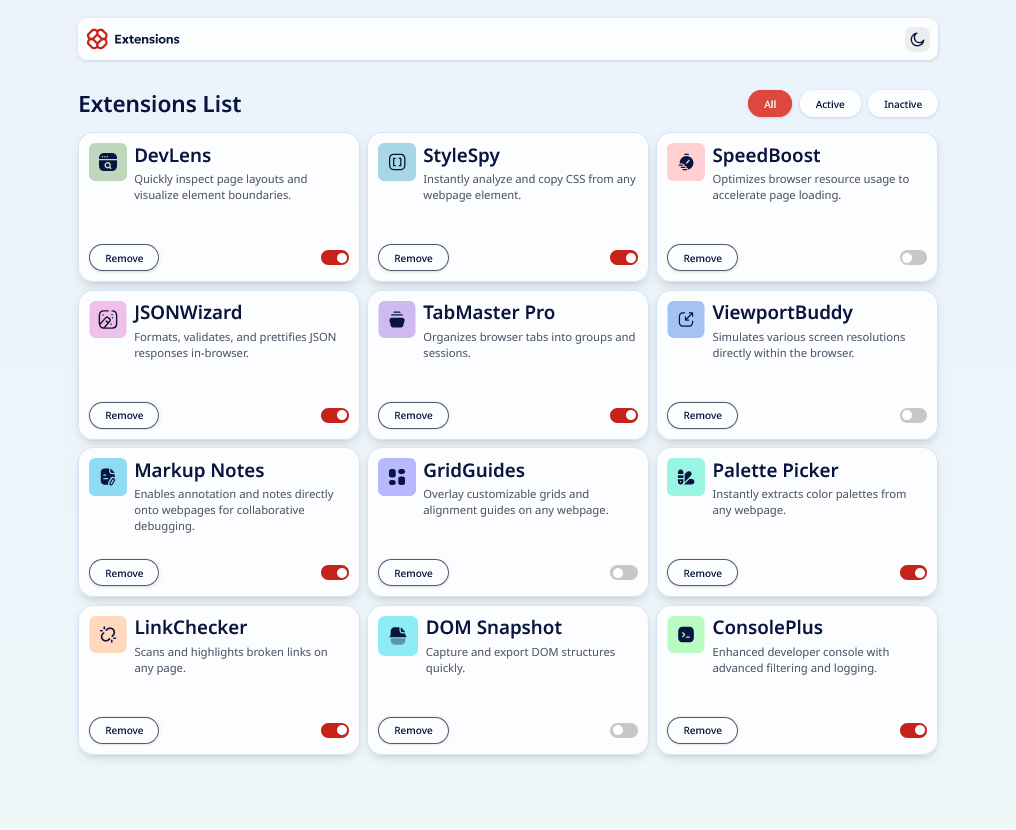 Extensions
Extensions List
All
Active
Inactive
DevLens
Quickly inspect page layouts and
visualize element boundaries.
Remove
StyleSpy
Instantly analyze and copy CSS from any
webpage element.
Remove
SpeedBoost
Optimizes browser resource usage to
accelerate page loading.
Remove
JSONWizard
Formats, validates, and prettifies JSON
responses in-browser.
Remove
TabMaster Pro
Organizes browser tabs into groups and
sessions.
Remove
ViewportBuddy
Simulates various screen resolutions
directly within the browser.
Remove
Markup Notes
Enables annotation and notes directly
onto webpages for collaborative
debugging.
Remove
GridGuides
Overlay customizable grids and
alignment guides on any webpage.
Remove
Palette Picker
Instantly extracts color palettes from
any webpage.
Remove
LinkChecker
Scans and highlights broken links on
any page.
Remove
DOM Snapshot
Capture and export DOM structures
quickly.
Remove
ConsolePlus
Enhanced developer console with
advanced filtering and logging.
Remove